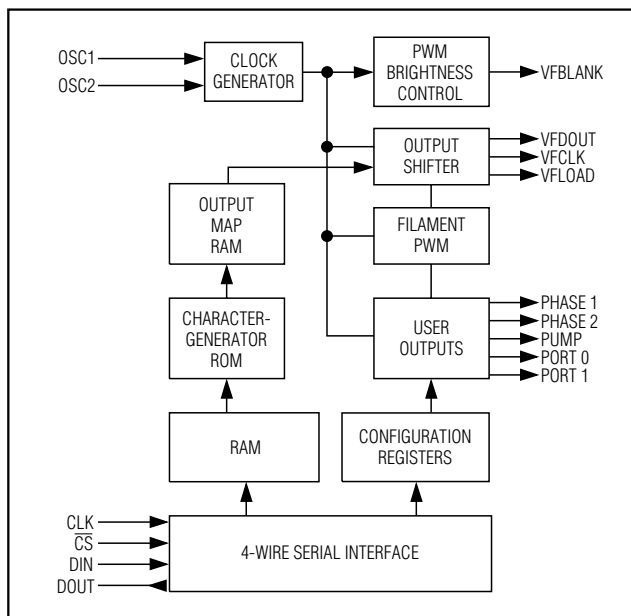 OSC1
OSC2
CLOCK
GENERATOR
PWM
BRIGHTNESS
CONTROL
VFBLANK
OUTPUT
SHIFTER
VFDOUT
VFCLK
VFLOAD
OUTPUT
MAP
RAM
FILAMENT
PWM
CHARACTER-
GENERATOR
ROM
USER
OUTPUTS
PHASE 1
PHASE 2
PUMP
PORT 0
PORT 1
RAM
CONFIGURATION
REGISTERS
CLK
C̅S̅
DIN
DOUT
4-WIRE SERIAL INTERFACE